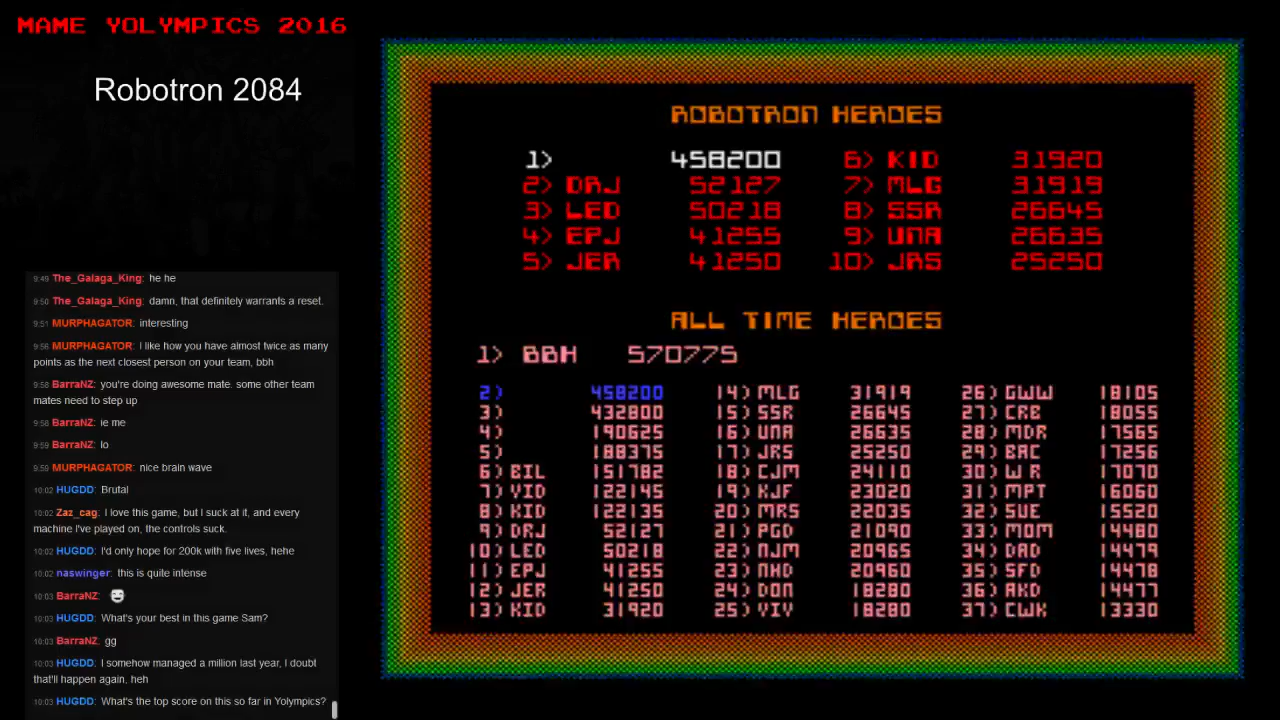 MAME YOLYMPICS 2016
Robotron 2084
9:49 The_Galaga_King: he he
9:50 The_Galaga_King: damn, that definitely warrants a reset.
9:51 MURPHAGATOR: interesting
9:56 MURPHAGATOR: I like how you have almost twice as many
points as the next closest person on your team, bbh
9:58 BarraNZ: you're doing awesome mate. some other team
mates need to step up
9:58 BarraNZ: ie me
9:59 BarraNZ: lo
9:59 MURPHAGATOR: nice brain wave
10:02 HUGDD: Brutal
10:02 Zaz_cag: I love this game, but I suck at it, and every
machine I've played on, the controls suck.
10:02 HUGDD: I'd only hope for 200k with five lives, hehe
10:02 naswinger: this is quite intense
10:03 BarraNZ:
10:03 HUGDD: What's your best in this game Sam?
10:03 BarraNZ: gg
10:03 HUGDD: I somehow managed a million last year, I doubt
that'll happen again, heh
10:03 HUGDD: What's the top score on this so far in Yolympics?
ROBOTRON HEROES
1) 458200 6) KID 31920
2) DRJ 52127 7) MLG 31919
3) LED 50218 8) SSR 26645
4) EPJ 41255 9) UNA 26635
5) JER 41250 10) JRS 25250
ALL TIME HEROES
1) BBH 570775
2) 458200 14) MLG 31919 26) GWW 18105
3) 432800 15) SSR 26645 27) CRB 18055
4) 190625 16) UNA 26635 28) MDR 17565
5) 188375 17) JRS 25250 29) BAC 17256
6) BIL 151782 18) CJM 24110 30) W R 17070
7) VID 122145 19) KJF 23020 31) MPT 16060
8) KID 122135 20) MRS 22035 32) SUE 15520
9) DRJ 52127 21) PGD 21090 33) MOM 14480
10) LED 50218 22) NJM 20965 34) DAD 14479
11) EPJ 41255 23) NHD 20960 35) SFD 14478
12) JER 41250 24) DON 18280 36) AKD 14477
13) KID 31920 25) VIV 18280 37) CWK 13330